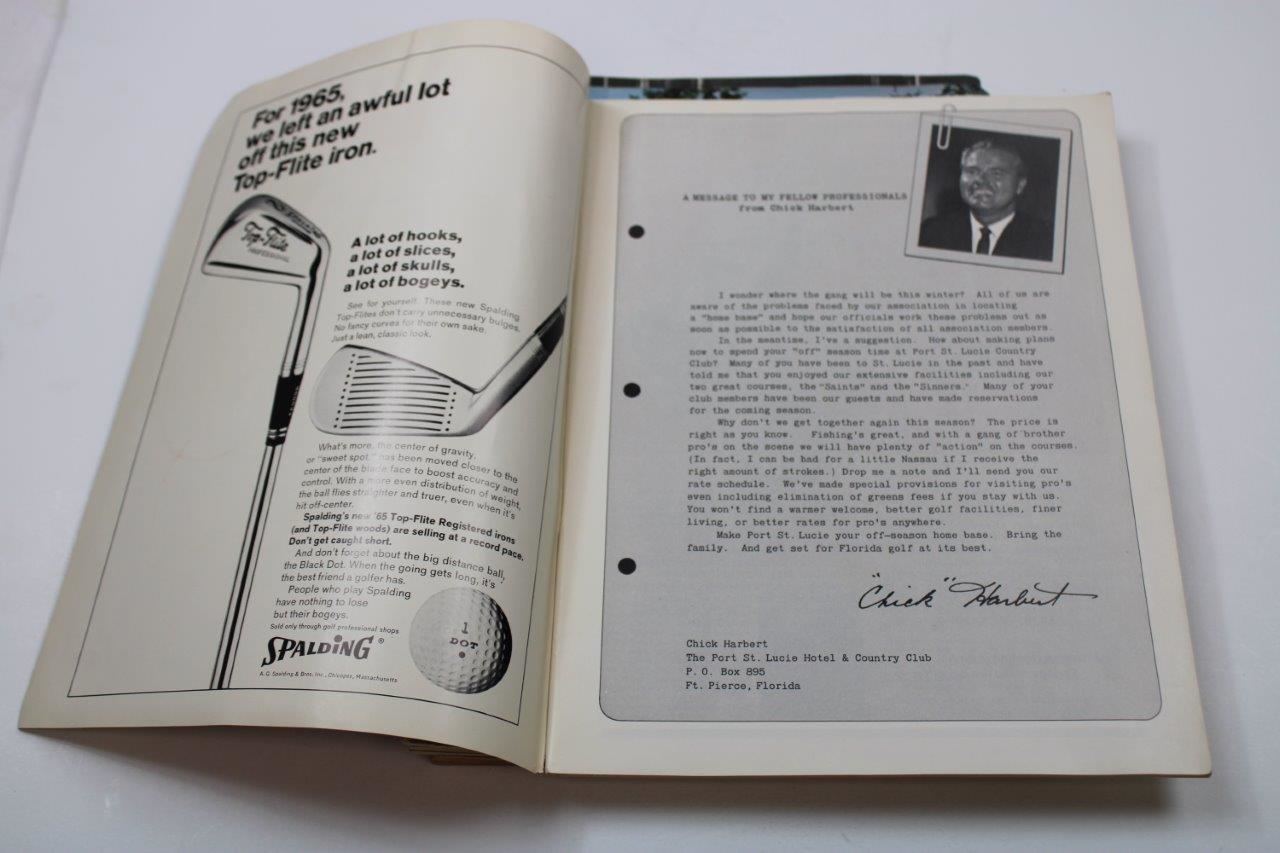 For 1965,
we left an awful lot
off this new
Top-Flite iron.
Top-Flite
PROFESSIONAL
A lot of hooks,
a lot of slices,
a lot of skulls,
a lot of bogeys.
See for yourself. These new Spalding
Top-Flites don't carry unnecessary bulges.
No fancy curves for their own sake.
Just a lean, classic look.
What's more, the center of gravity,
or "sweet spot," has been moved closer to the
center of the blade face to boost accuracy and
control. With a more even distribution of weight,
the ball flies straighter and truer, even when it's
hit off-center.
Spalding's new '65 Top-Flite Registered irons
(and Top-Flite woods) are selling at a record pace.
Don't get caught short.
And don't forget about the big distance ball,
the Black Dot. When the going gets long, it's
the best friend a golfer has.
People who play Spalding
have nothing to lose
but their bogeys.
Sold only through golf professional shops
SPALDING ®
A. G. Spalding & Bros. Inc., Chicopee, Massachusetts
1
DOT
A MESSAGE TO MY FELLOW PROFESSIONALS
from Chick Harbert
I wonder where the gang will be this winter? All of us are
aware of the problems faced by our association in locating
a "home base" and hope our officials work these problems out as
soon as possible to the satisfaction of all association members.
In the meantime, I've a suggestion. How about making plans
now to spend your "off" season time at Port St. Lucie Country
Club? Many of you have been to St. Lucie in the past and have
told me that you enjoyed our extensive facilities including our
two great courses, the "Saints" and the "Sinners." Many of your
club members have been our guests and have made reservations
for the coming season.
Why don't we get together again this season? The price is
right as you know. Fishing's great, and with a gang of brother
pro's on the scene we will have plenty of "action" on the courses.
(In fact, I can be had for a little Nassau if I receive the
right amount of strokes.) Drop me a note and I'll send you our
rate schedule. We've made special provisions for visiting pro's
even including elimination of greens fees if you stay with us.
You won't find a warmer welcome, better golf facilities, finer
living, or better rates for pro's anywhere.
Make Port St. Lucie your off-season home base. Bring the
family. And get set for Florida golf at its best.
"Chick" Harbert
Chick Harbert
The Port St. Lucie Hotel & Country Club
P. O. Box 895
Ft. Pierce, Florida